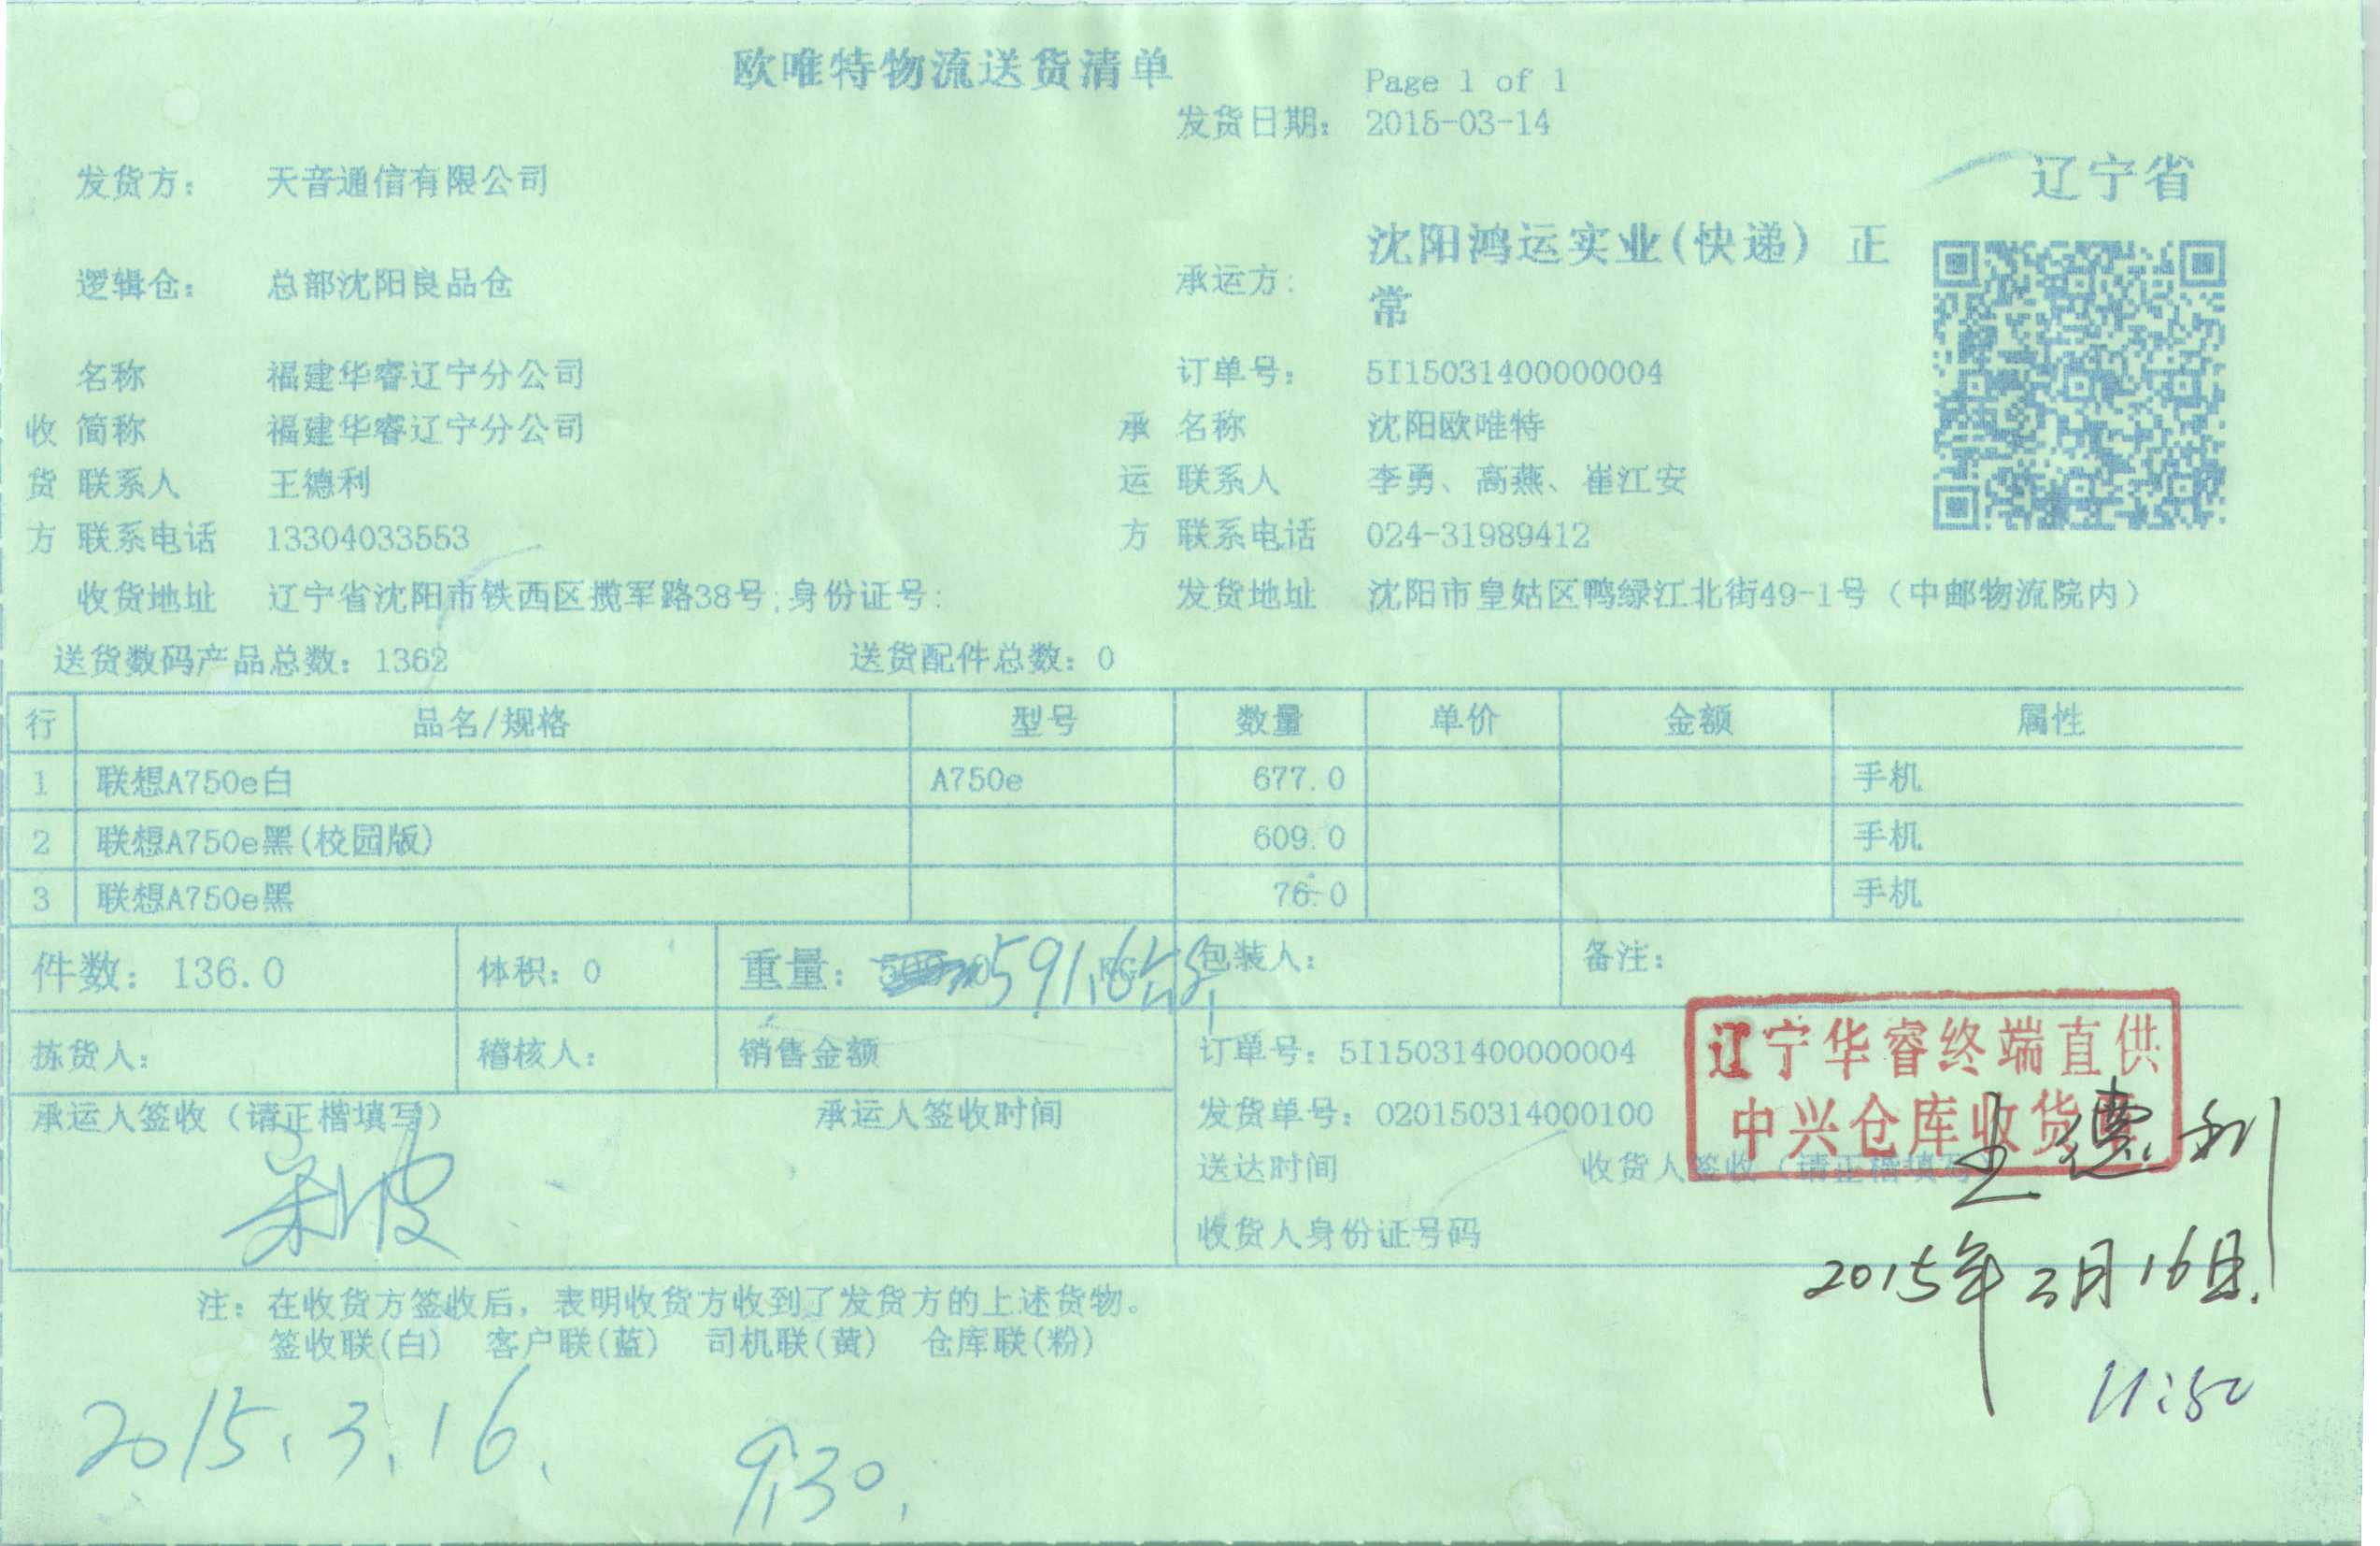 欧唯特物流送货清单
Page 1 of 1
发货日期: 2015-03-14
发货方: 天音通信有限公司
辽宁省
逻辑仓: 总部沈阳良品仓
承运方: 沈阳鸿运实业(快递) 正常
名称 福建华睿辽宁分公司 订单号: 5I15031400000004
收 简称 福建华睿辽宁分公司 承 名称 沈阳欧唯特
货 联系人 王德利 运 联系人 李勇、高燕、崔江安
方 联系电话 13304033553 方 联系电话 024-31989412
收货地址 辽宁省沈阳市铁西区揽军路38号;身份证号: 发货地址 沈阳市皇姑区鸭绿江北街49-1号（中邮物流院内）
送货数码产品总数: 1362 送货配件总数: 0
行 品名/规格 型号 数量 单价 金额 属性
1 联想A750e白 A750e 677.0 手机
2 联想A750e黑(校园版) 609.0 手机
3 联想A750e黑 76.0 手机
件数: 136.0 体积: 0 重量: 591.6 包装人: 备注:
拣货人: 稽核人: 销售金额 订单号: 5I15031400000004
辽宁华睿终端直供
中兴仓库收货
承运人签收（请正楷填写） 承运人签收时间 发货单号: 020150314000100
送达时间 收货人签收（请正楷填写）
王德利
收货人身份证号码
2015年3月16日.
注: 在收货方签收后，表明收货方收到了发货方的上述货物。
签收联(白) 客户联(蓝) 司机联(黄) 仓库联(粉)
11:50
2015.3.16.
9:30.